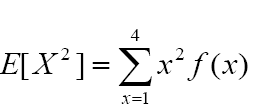 E[X²] = ∑_{x=1}^{4} x² f(x)